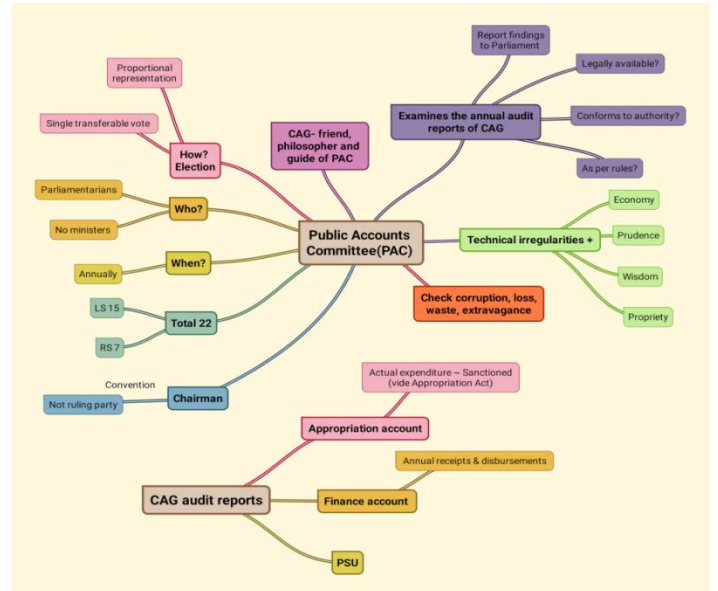 Report findings
to Parliament
Proportional
representation
Legally available?
Examines the annual audit
reports of CAG
Conforms to authority?
Single transferable vote
CAG- friend,
philosopher and
guide of PAC
How?
Election
As per rules?
Parliamentarians
Who?
No ministers
Economy
Public Accounts
Committee(PAC)
Technical irregularities +
Prudence
When?
Annually
Wisdom
Check corruption, loss,
waste, extravagance
LS 15
Total 22
RS 7
Propriety
Convention
Not ruling party
Chairman
Actual expenditure ~ Sanctioned
(vide Appropriation Act)
Appropriation account
Annual receipts & disbursements
CAG audit reports
Finance account
PSU